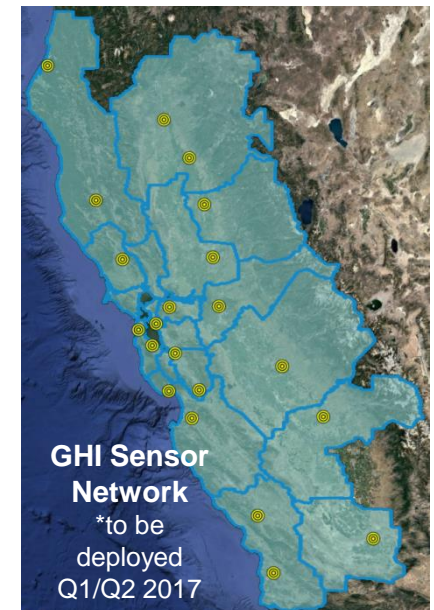 GHI Sensor
Network
*to be
deployed
Q1/Q2 2017